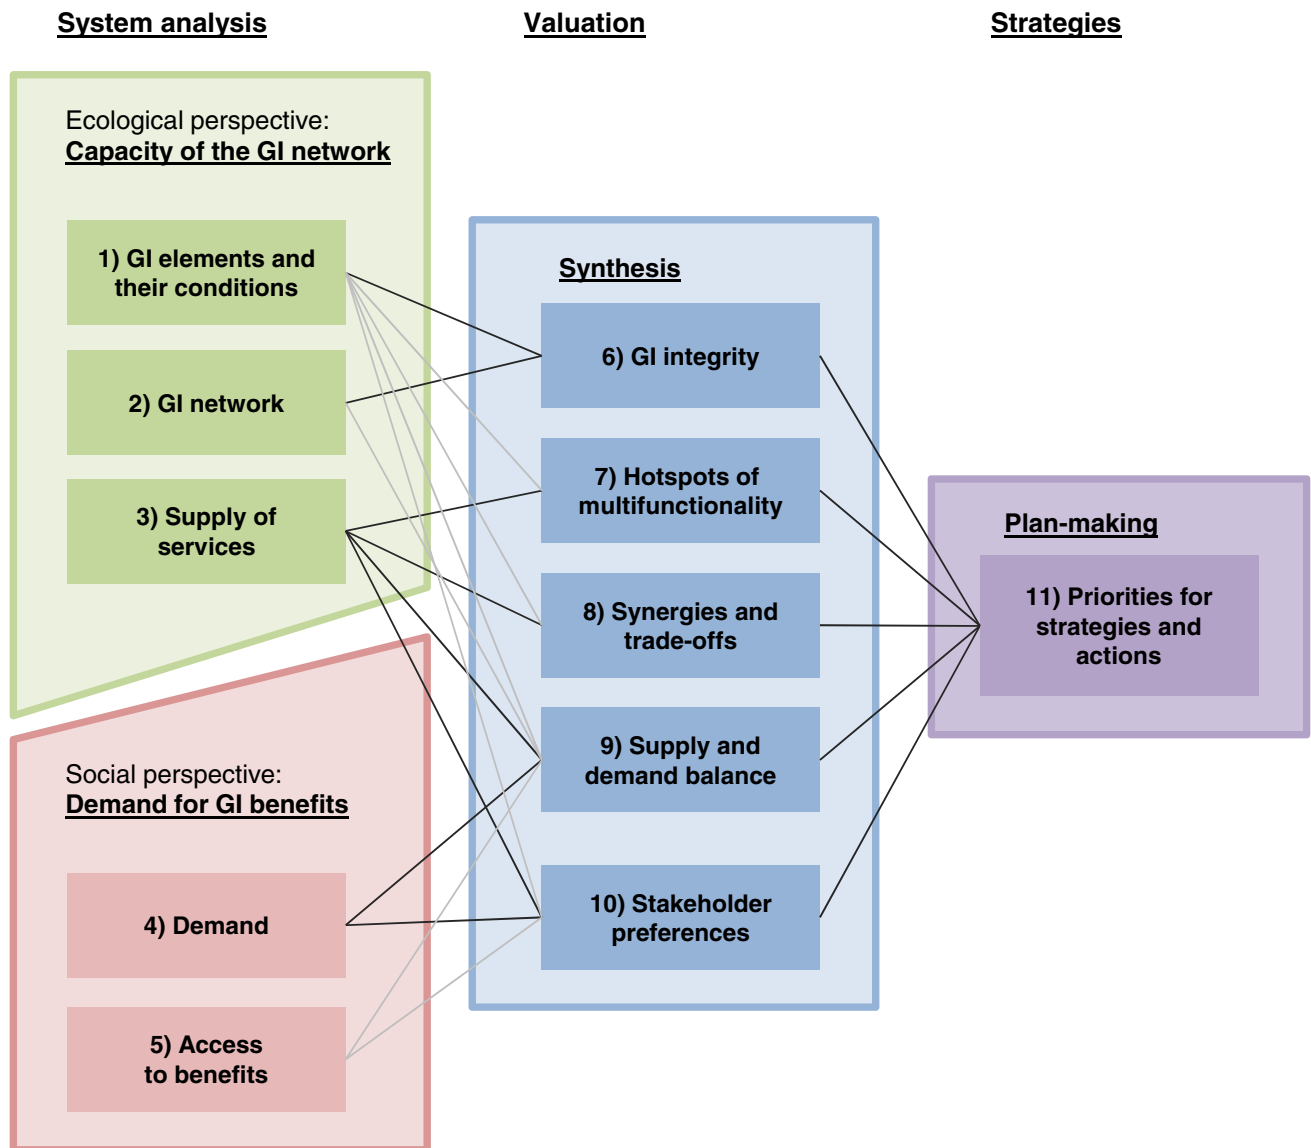 System analysis
Valuation
Strategies
Ecological perspective:
Capacity of the GI network
1) GI elements and
their conditions
2) GI network
3) Supply of
services
Social perspective:
Demand for GI benefits
4) Demand
5) Access
to benefits
Synthesis
6) GI integrity
7) Hotspots of
multifunctionality
8) Synergies and
trade-offs
9) Supply and
demand balance
10) Stakeholder
preferences
Plan-making
11) Priorities for
strategies and
actions